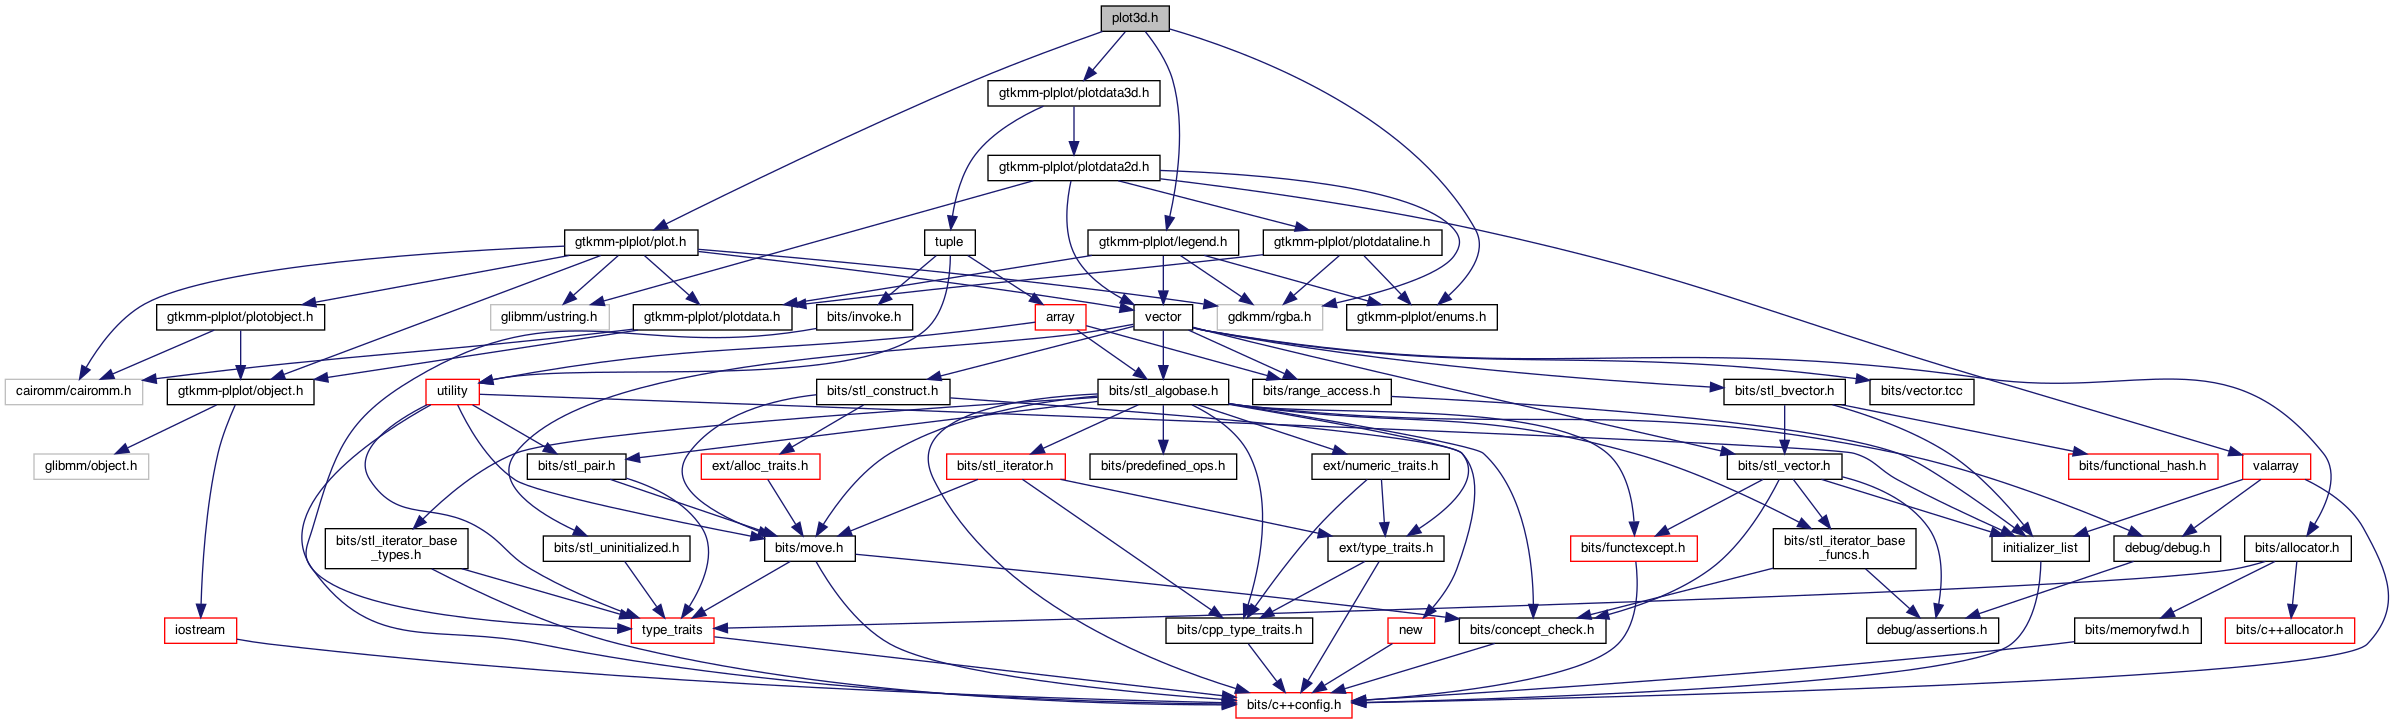 plot3d.h
gtkmm-plplot/plotdata3d.h
gtkmm-plplot/plotdata2d.h
gtkmm-plplot/plot.h
tuple
gtkmm-plplot/legend.h
gtkmm-plplot/plotdataline.h
gtkmm-plplot/plotobject.h
glibmm/ustring.h
gtkmm-plplot/plotdata.h
bits/invoke.h
array
vector
gdkmm/rgba.h
gtkmm-plplot/enums.h
cairomm/cairomm.h
gtkmm-plplot/object.h
utility
bits/stl_construct.h
bits/stl_algobase.h
bits/range_access.h
bits/stl_bvector.h
bits/vector.tcc
glibmm/object.h
bits/stl_pair.h
ext/alloc_traits.h
bits/stl_iterator.h
bits/predefined_ops.h
ext/numeric_traits.h
bits/stl_vector.h
bits/functional_hash.h
valarray
bits/stl_iterator_base
_types.h
bits/stl_uninitialized.h
bits/move.h
ext/type_traits.h
bits/functexcept.h
bits/stl_iterator_base
_funcs.h
initializer_list
debug/debug.h
bits/allocator.h
iostream
type_traits
bits/cpp_type_traits.h
new
bits/concept_check.h
debug/assertions.h
bits/memoryfwd.h
bits/c++allocator.h
bits/c++config.h